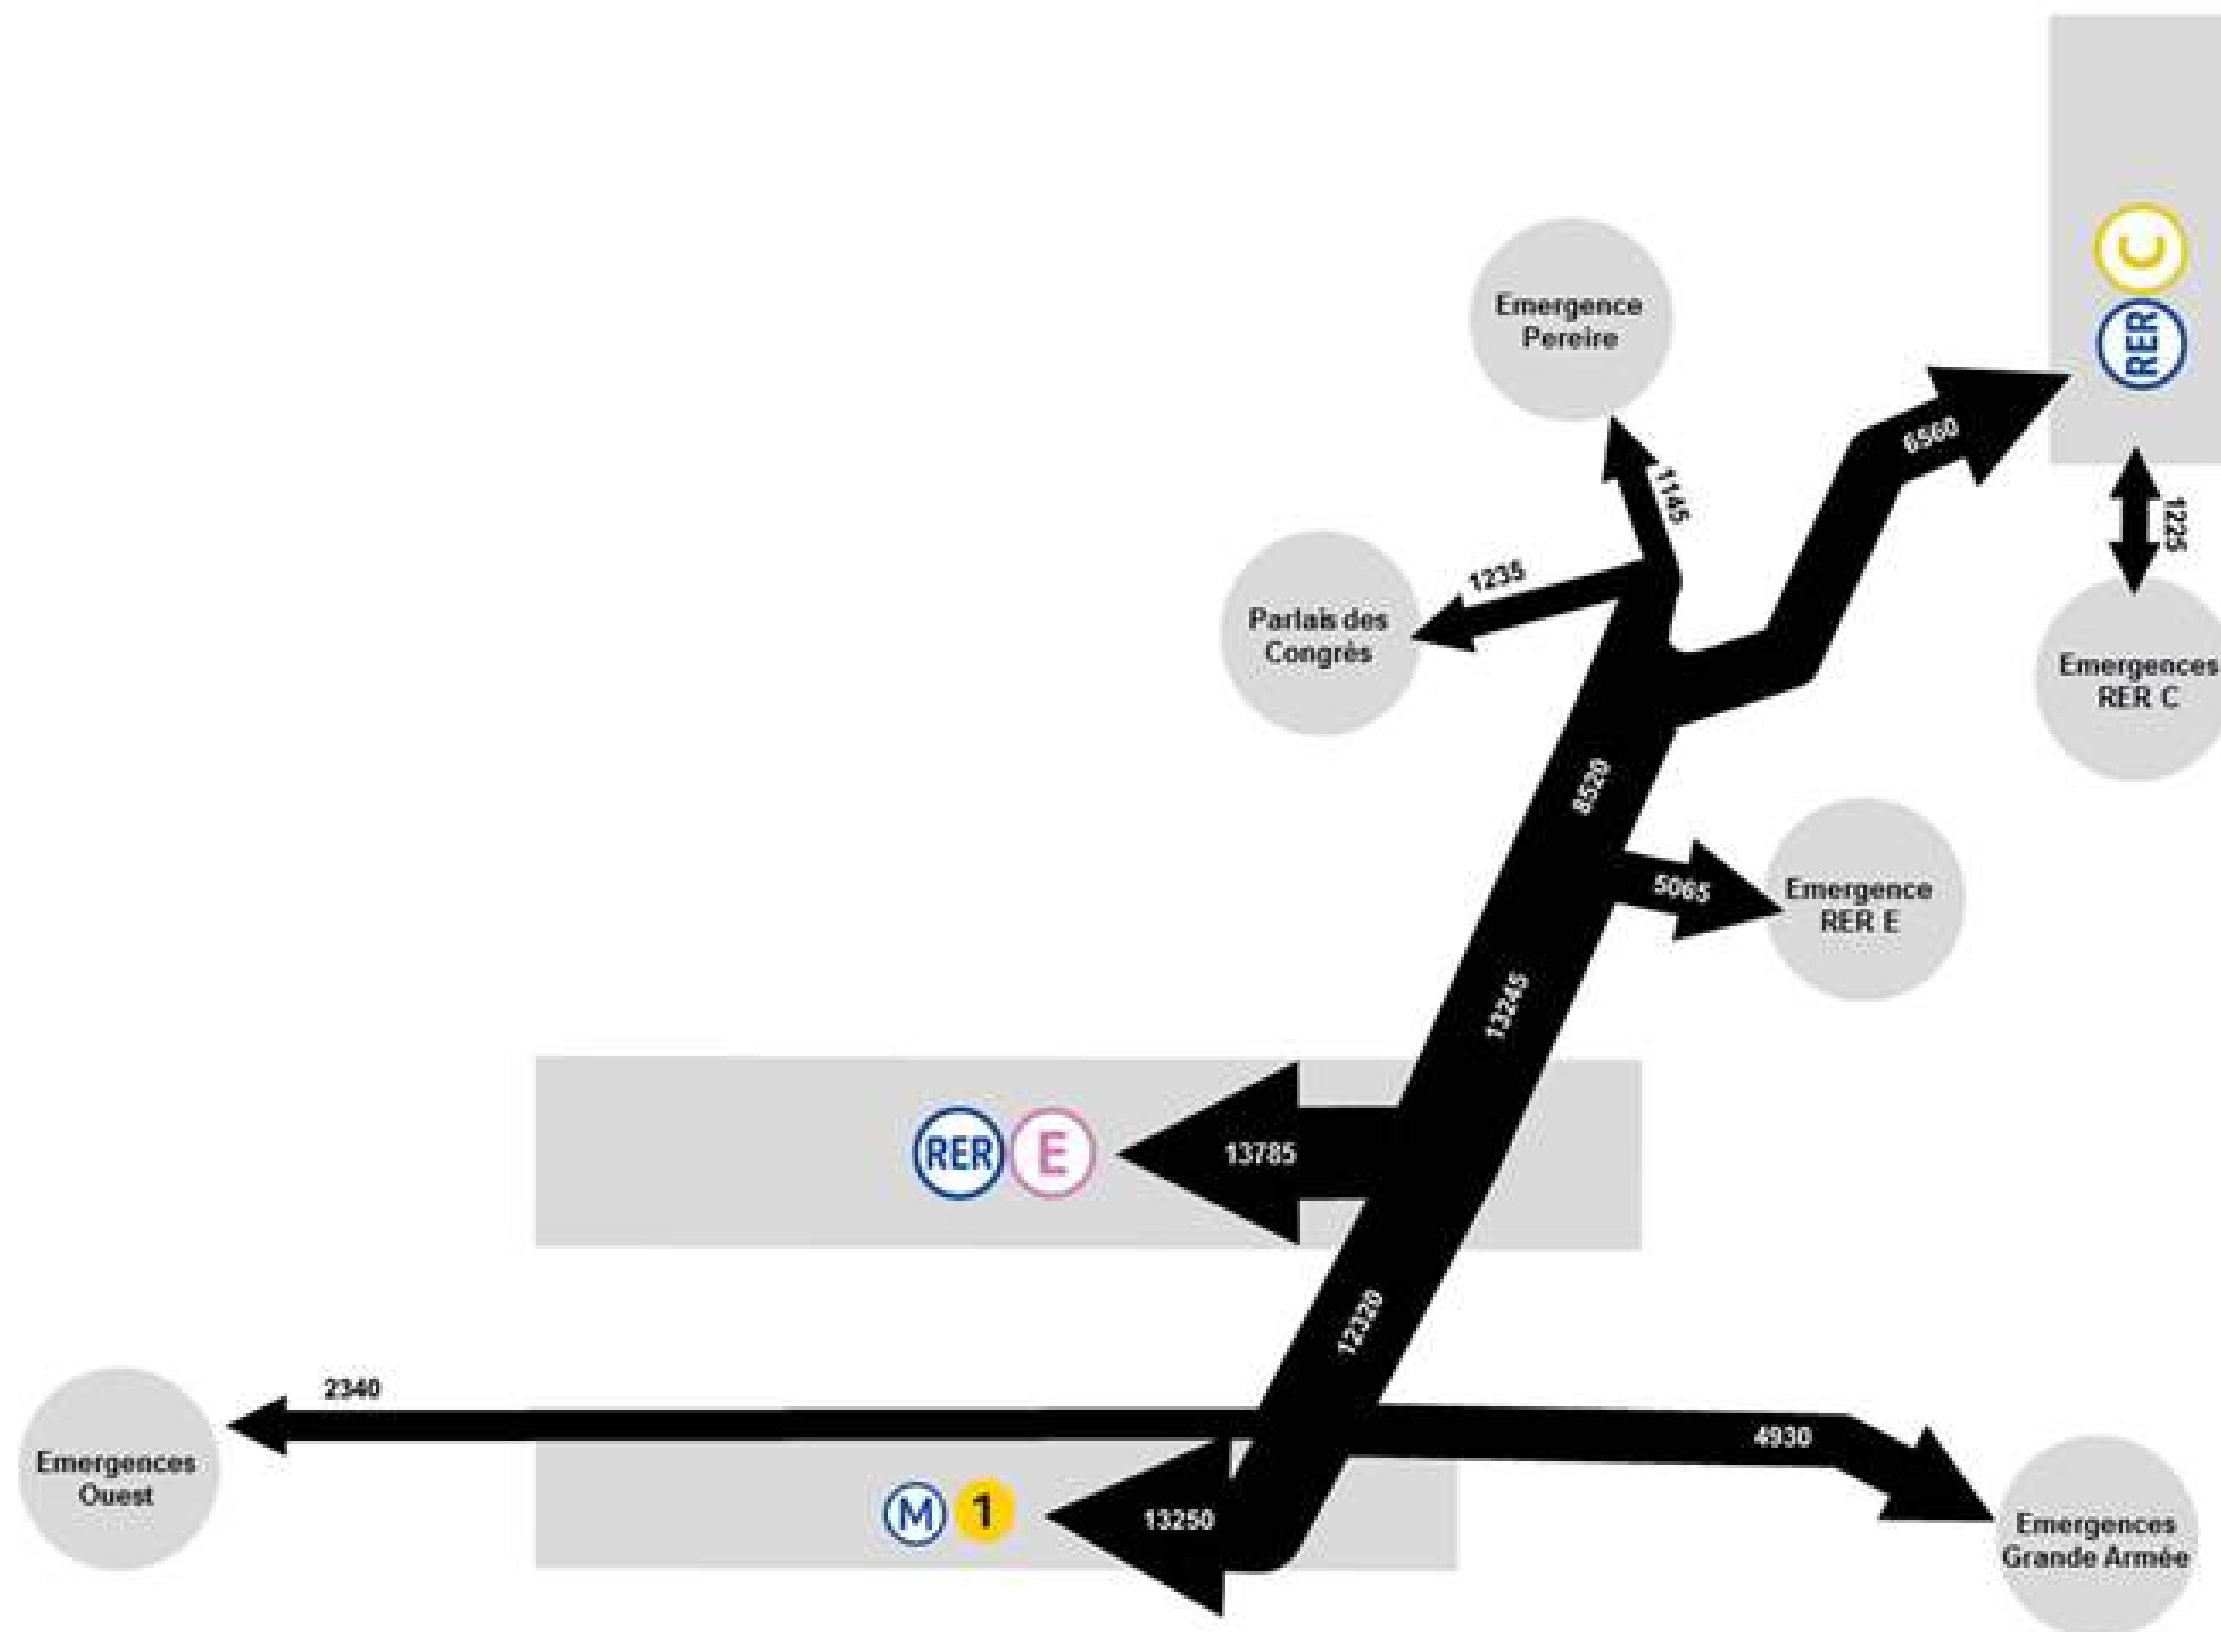 C
RER
Emergence
Pereire
6560
1145
1225
1235
Parlais des
Congrès
Emergences
RER C
8520
5065
Emergence
RER E
13245
RER E
13785
12320
2340
4930
Emergences
Ouest
M 1
13250
Emergences
Grande Armée